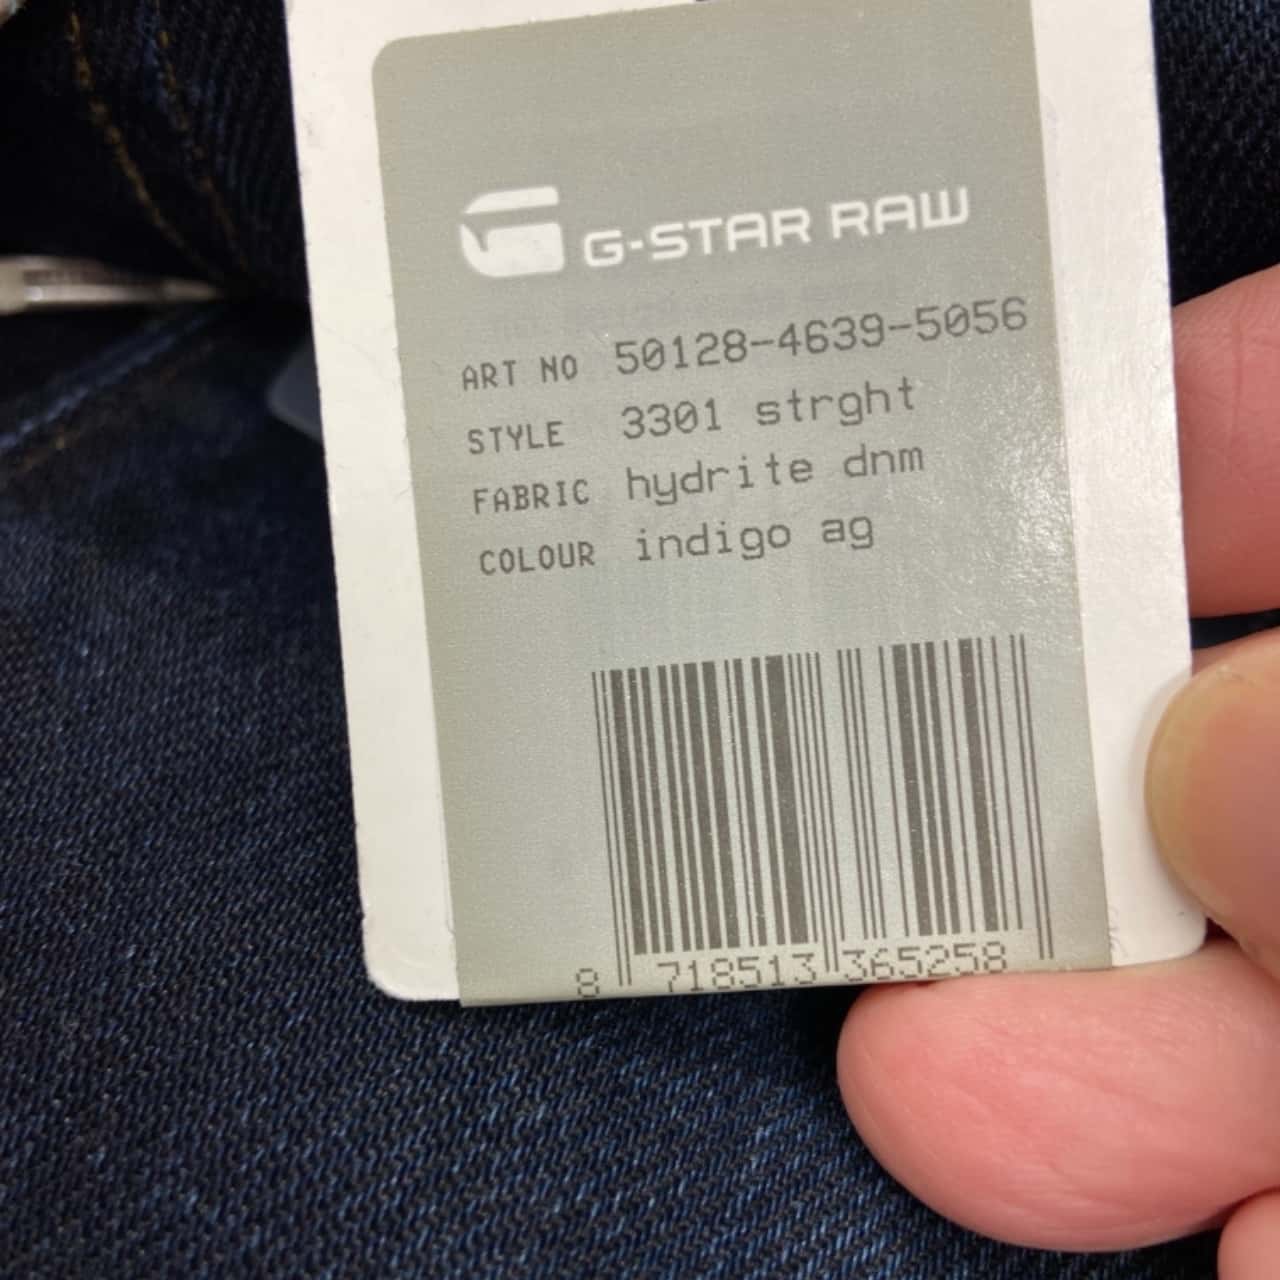 G-STAR RAW
ART NO 50128-4639-5056
STYLE 3301 strght
FABRIC hydrite dnm
COLOUR indigo ag
8 718513 365258